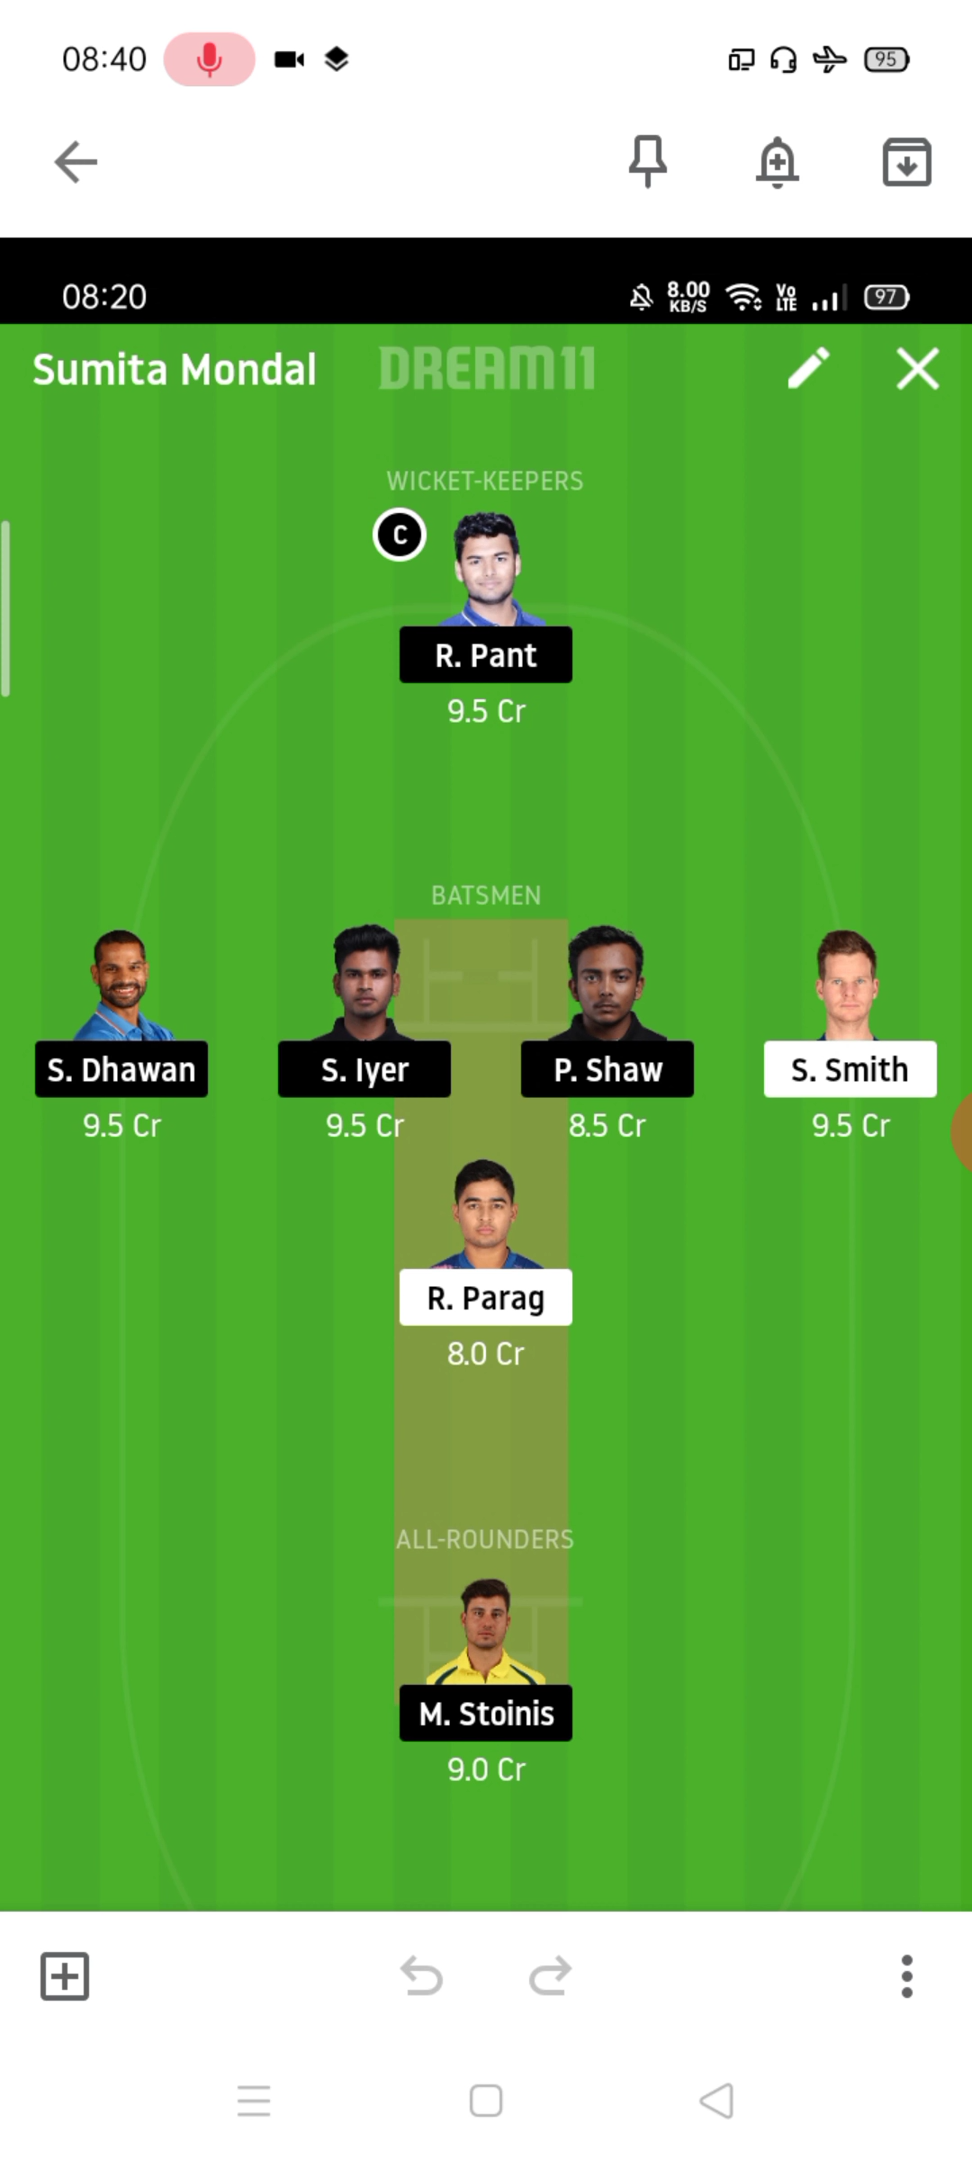 08:40
95
08:20
8.00
KB/S
Vo
LTE
97
Sumita Mondal
DREAM11
WICKET-KEEPERS
C
R. Pant
9.5 Cr
BATSMEN
S. Dhawan
S. Iyer
P. Shaw
S. Smith
9.5 Cr
9.5 Cr
8.5 Cr
9.5 Cr
R. Parag
8.0 Cr
ALL-ROUNDERS
M. Stoinis
9.0 Cr